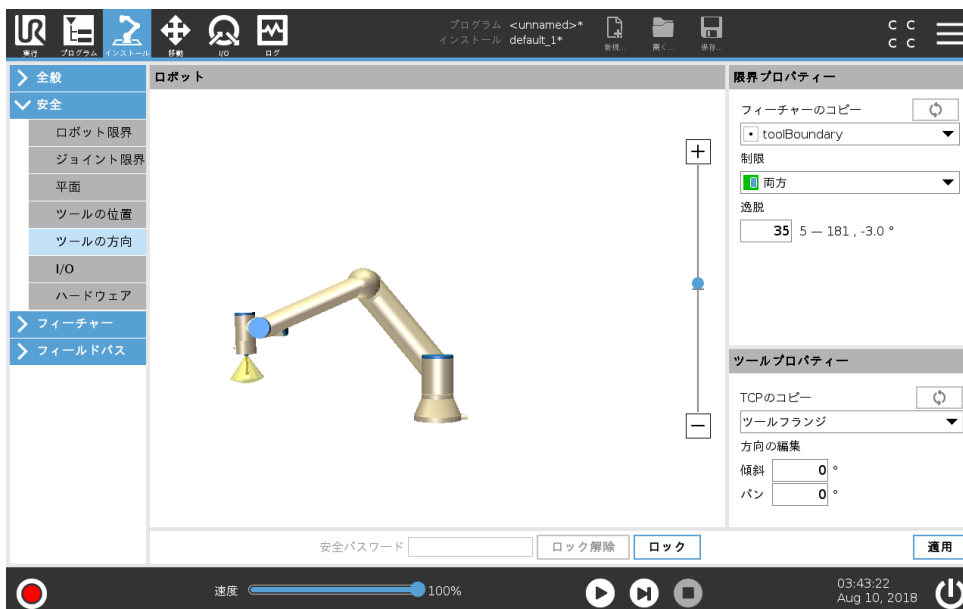 UR
実行
プログラム
インストール
移動
I/O
ログ
プログラム <unnamed>*
インストール default_1*
新規...
開く...
保存...
C C
C C
全般
安全
ロボット限界
ジョイント限界
平面
ツールの位置
ツールの方向
I/O
ハードウェア
フィーチャー
フィールドバス
ロボット
限界プロパティー
フィーチャーのコピー
toolBoundary
制限
両方
逸脱
35 5 — 181 , -3.0 °
ツールプロパティー
TCPのコピー
ツールフランジ
方向の編集
傾斜 0 °
パン 0 °
安全パスワード
ロック解除
ロック
適用
速度 100%
03:43:22
Aug 10, 2018